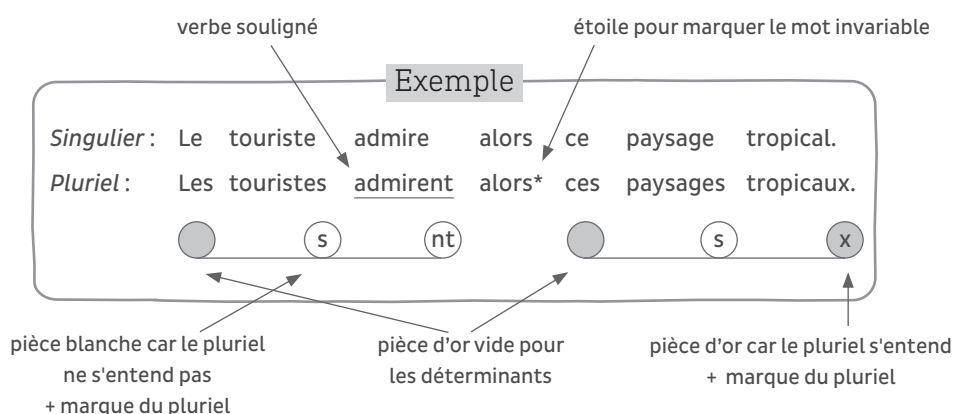 verbe souligné
étoile pour marquer le mot invariable
Exemple
Singulier : Le touriste admire alors ce paysage tropical.
Pluriel : Les touristes admirent alors* ces paysages tropicaux.
s nt s x
pièce blanche car le pluriel
ne s'entend pas
+ marque du pluriel
pièce d’or vide pour
les déterminants
pièce d’or car le pluriel s'entend
+ marque du pluriel